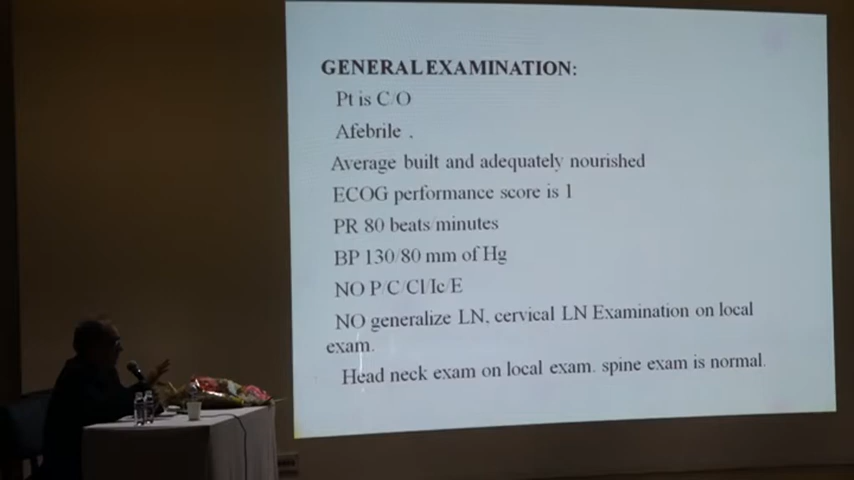 GENERAL EXAMINATION:
Pt is C/O
Afebrile .
Average built and adequately nourished
ECOG performance score is 1
PR 80 beats/minutes
BP 130/80 mm of Hg
NO P/C/Cl/Ic/E
NO generalize LN, cervical LN Examination on local
exam.
Head neck exam on local exam. spine exam is normal.